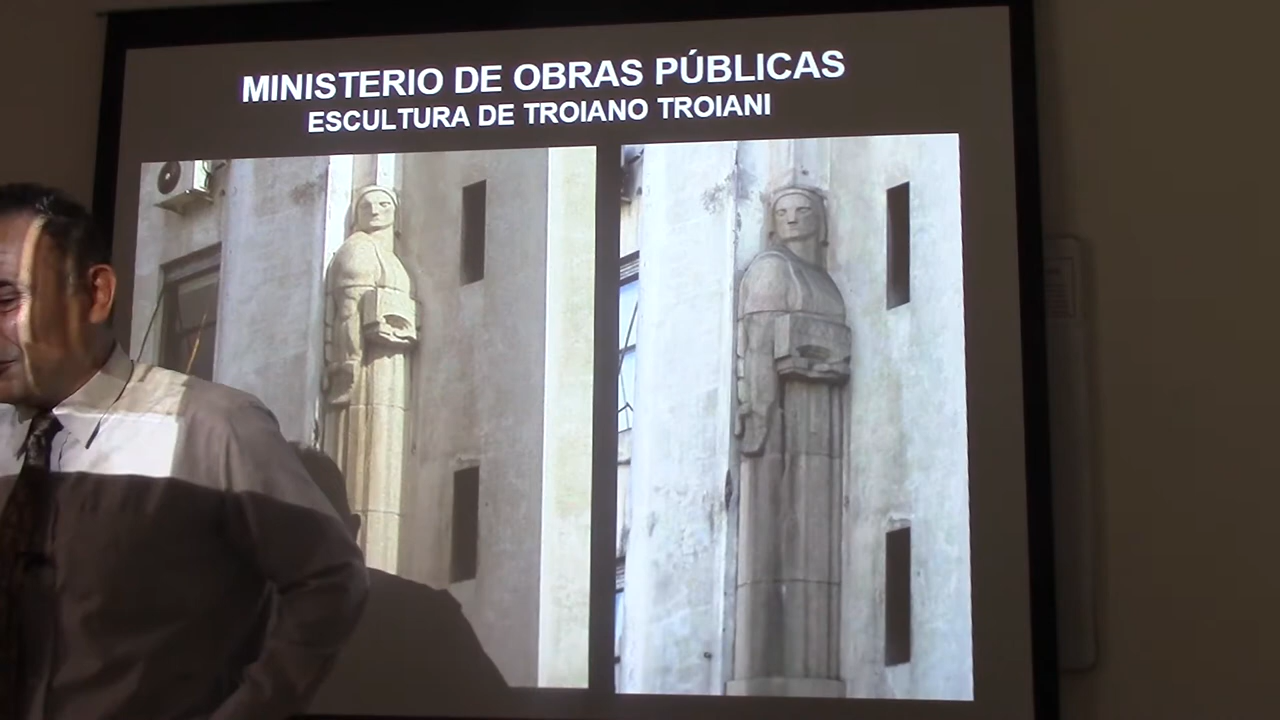 MINISTERIO DE OBRAS PÚBLICAS
ESCULTURA DE TROIANO TROIANI